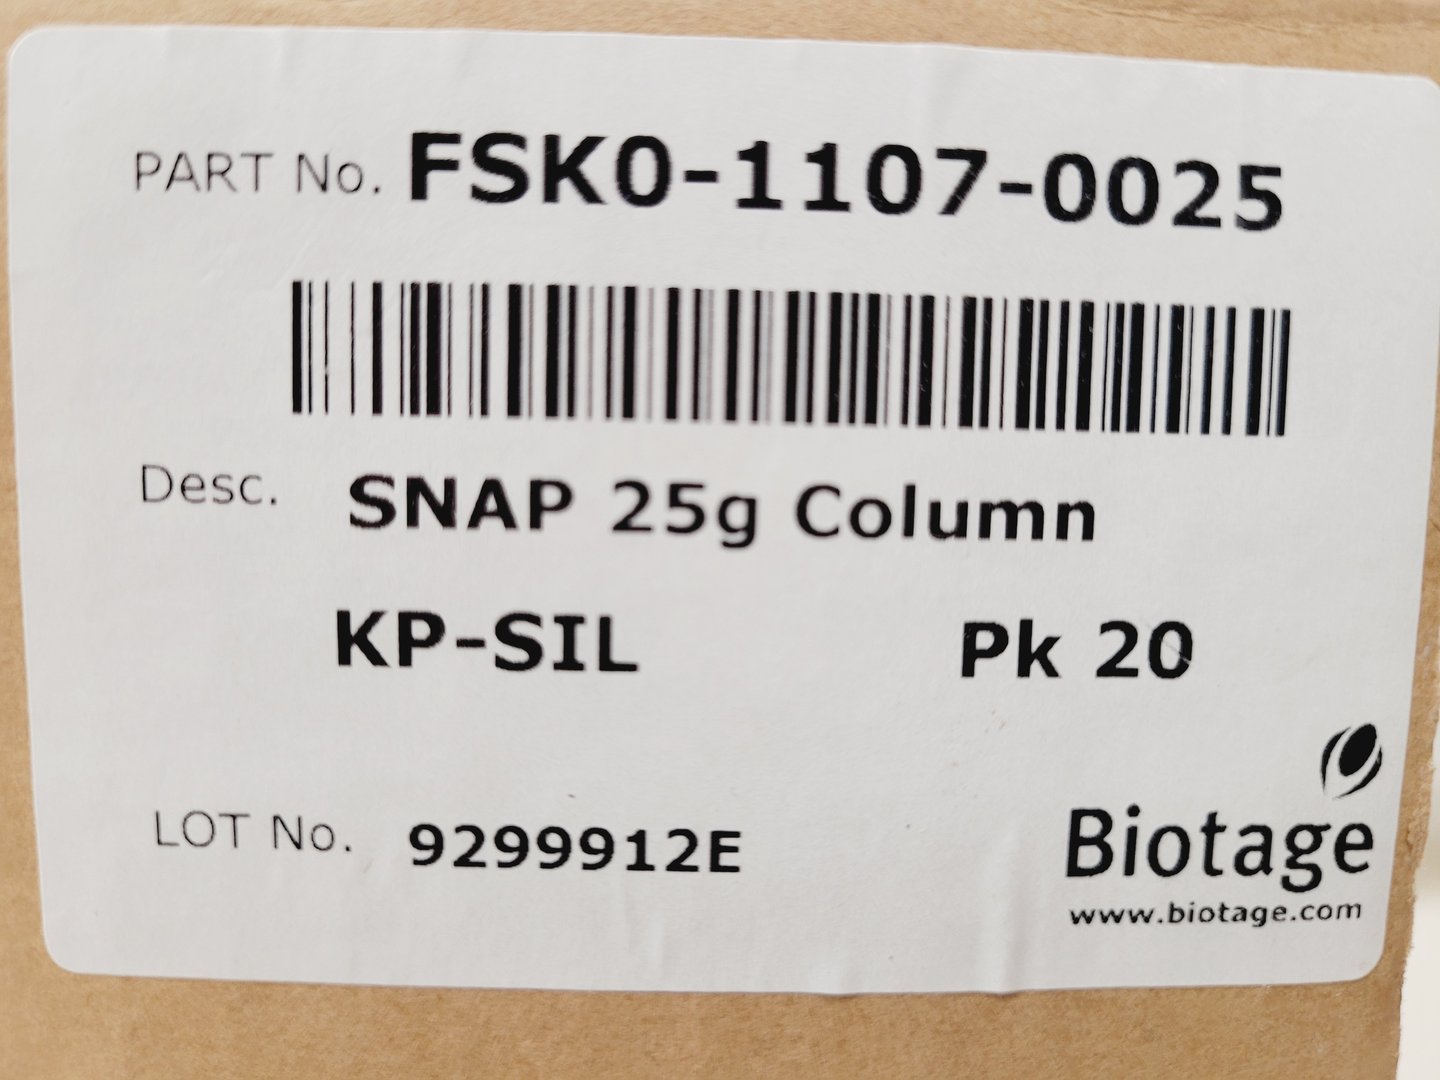 PART No. FSK0-1107-0025
Desc. SNAP 25g Column
KP-SIL Pk 20
LOT No. 9299912E
Biotage
www.biotage.com